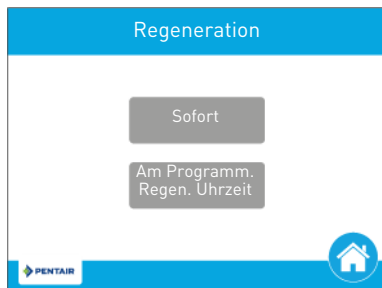 Regeneration
Sofort
Am Programm.
Regen. Uhrzeit
PENTAIR